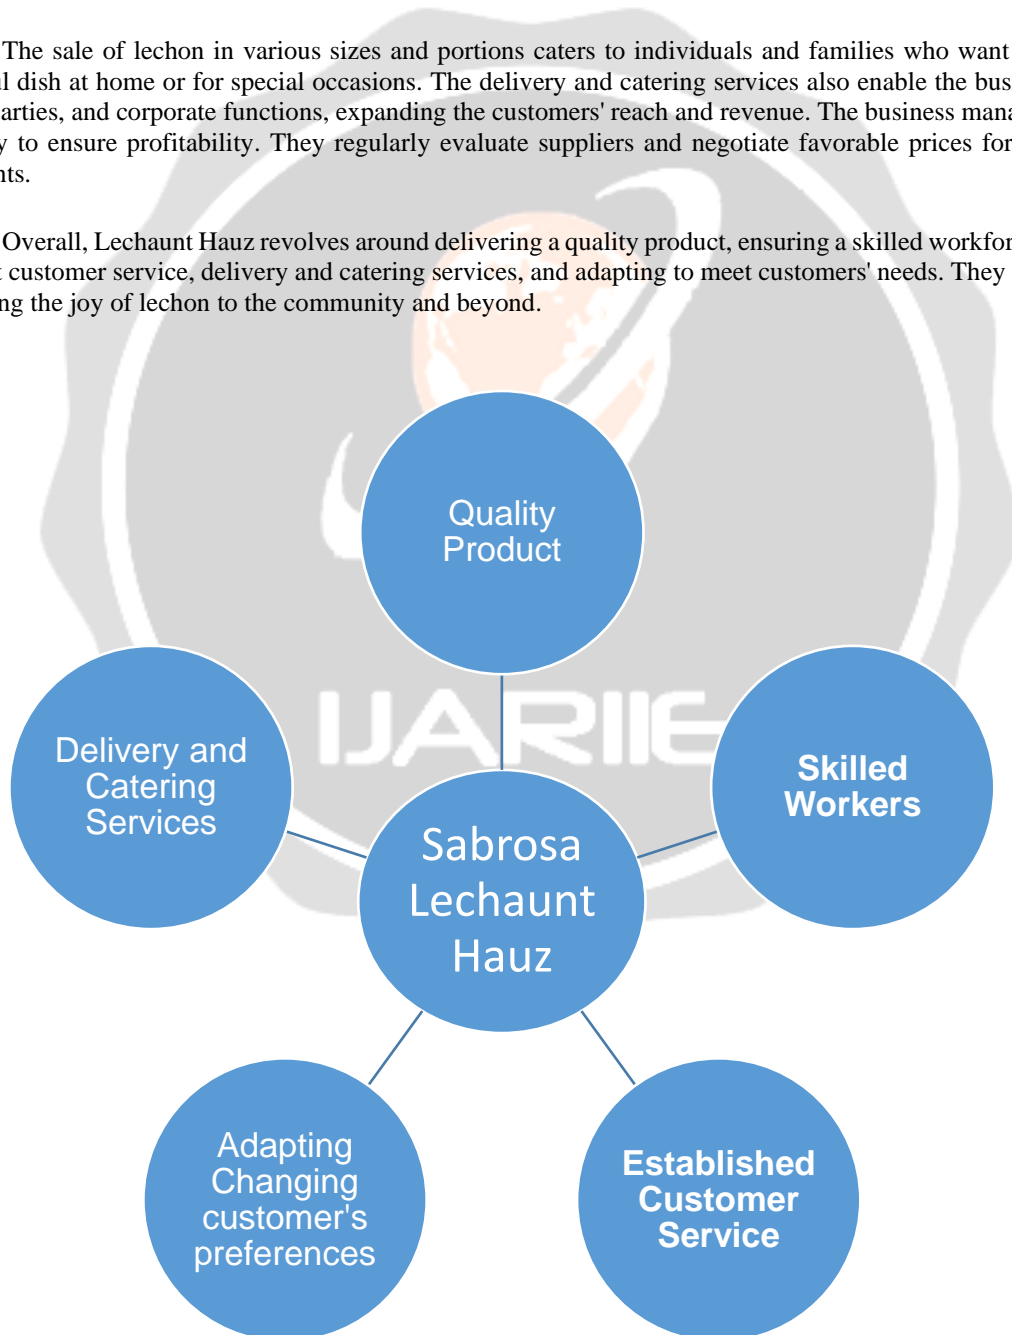 The sale of lechon in various sizes and portions caters to individuals and families who want
dish at home or for special occasions. The delivery and catering services also enable the bus
arties, and corporate functions, expanding the customers' reach and revenue. The business mana
y to ensure profitability. They regularly evaluate suppliers and negotiate favorable prices for
nts.
Overall, Lechaunt Hauz revolves around delivering a quality product, ensuring a skilled workfor
t customer service, delivery and catering services, and adapting to meet customers' needs. They
ing the joy of lechon to the community and beyond.
Quality
Product
Delivery and
Catering
Services
IJARIIE
Skilled
Workers
Sabrosa
Lechaunt
Hauz
Adapting
Changing
customer's
preferences
Established
Customer
Service